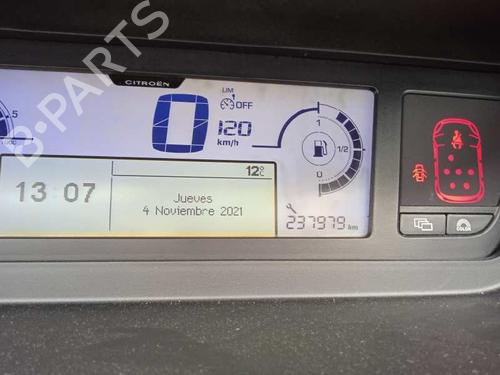 CITROËN
LIM
OFF
.5
0
120
km/h
1
1/2
0
12°C
13 07
Jueves
4 Noviembre 2021
237979 km
B-PARTS